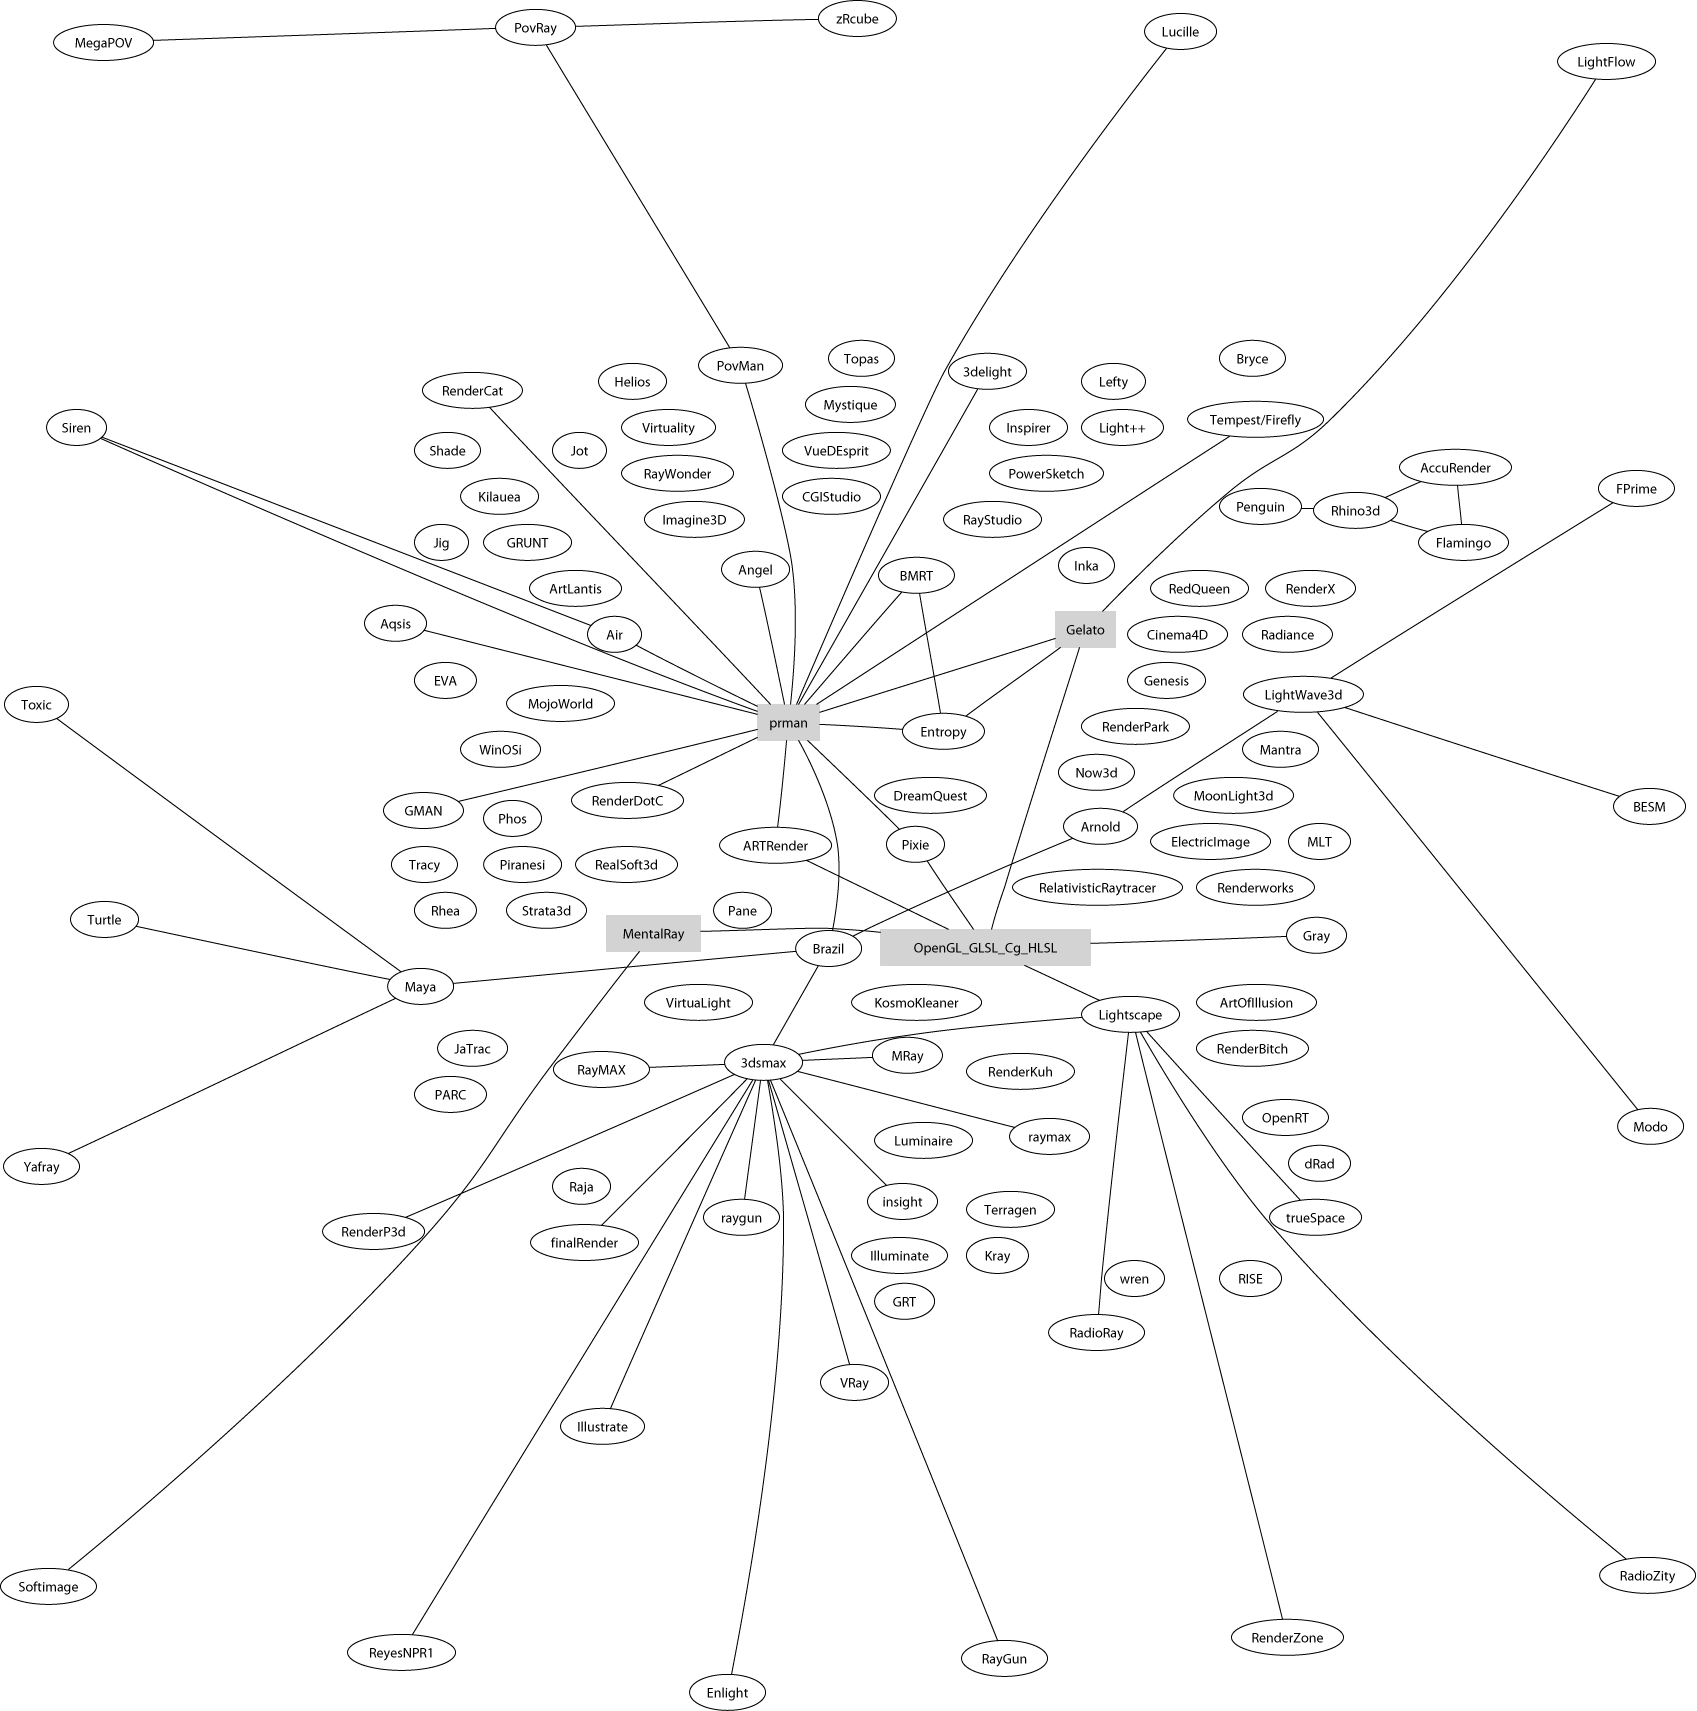 zRcube
PovRay
MegaPOV
Lucille
LightFlow
Topas
Bryce
PovMan
3delight
Helios
Lefty
RenderCat
Mystique
Tempest/Firefly
Siren
Virtuality
Inspirer
Light++
Shade
Jot
VueDEsprit
AccuRender
RayWonder
PowerSketch
FPrime
Kilauea
CGIStudio
Penguin
Rhino3d
Imagine3D
RayStudio
Jig
GRUNT
Flamingo
Angel
BMRT
Inka
ArtLantis
RedQueen
RenderX
Aqsis
Air
Gelato
Cinema4D
Radiance
EVA
Genesis
LightWave3d
Toxic
MojoWorld
prman
Entropy
RenderPark
WinOSi
Mantra
Now3d
RenderDotC
DreamQuest
MoonLight3d
BESM
GMAN
Phos
Arnold
ARTRender
Pixie
ElectricImage
MLT
Tracy
Piranesi
RealSoft3d
RelativisticRaytracer
Renderworks
Rhea
Strata3d
Pane
Turtle
MentalRay
Gray
Brazil
OpenGL_GLSL_Cg_HLSL
Maya
VirtuaLight
KosmoKleaner
ArtOfIllusion
Lightscape
JaTrac
RenderBitch
3dsmax
MRay
RayMAX
RenderKuh
PARC
OpenRT
Modo
Luminaire
raymax
Yafray
dRad
Raja
insight
Terragen
raygun
trueSpace
RenderP3d
finalRender
Illuminate
Kray
wren
RISE
GRT
RadioRay
VRay
Illustrate
RadioZity
Softimage
RenderZone
ReyesNPR1
RayGun
Enlight